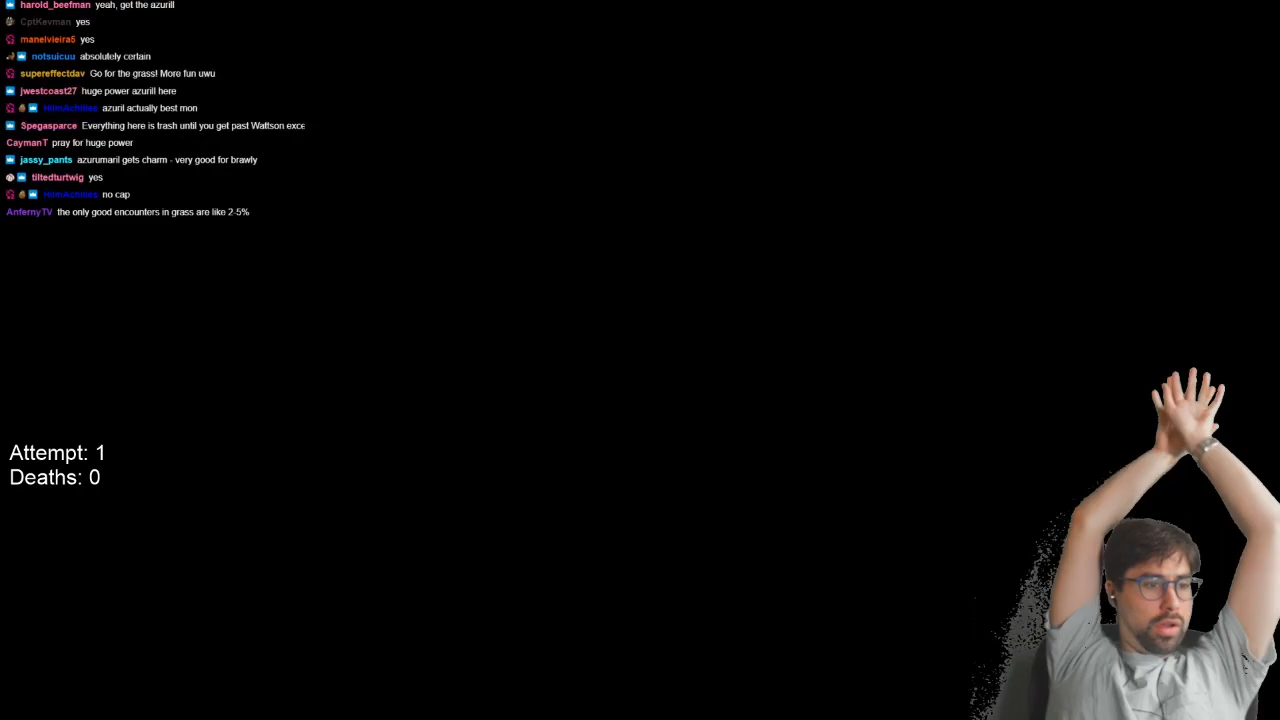 harold_beefman yeah, get the azurill
CptKevman yes
manelvieira5 yes
notsuicuu absolutely certain
supereffectdav Go for the grass! More fun uwu
jwestcoast27 huge power azurill here
HiImAchilles azuril actually best mon
Spegasparce Everything here is trash until you get past Wattson exce
CaymanT pray for huge power
jassy_pants azurumaril gets charm - very good for brawly
tiltedturtwig yes
HiImAchilles no cap
AnfernyTV the only good encounters in grass are like 2-5%
Attempt: 1
Deaths: 0